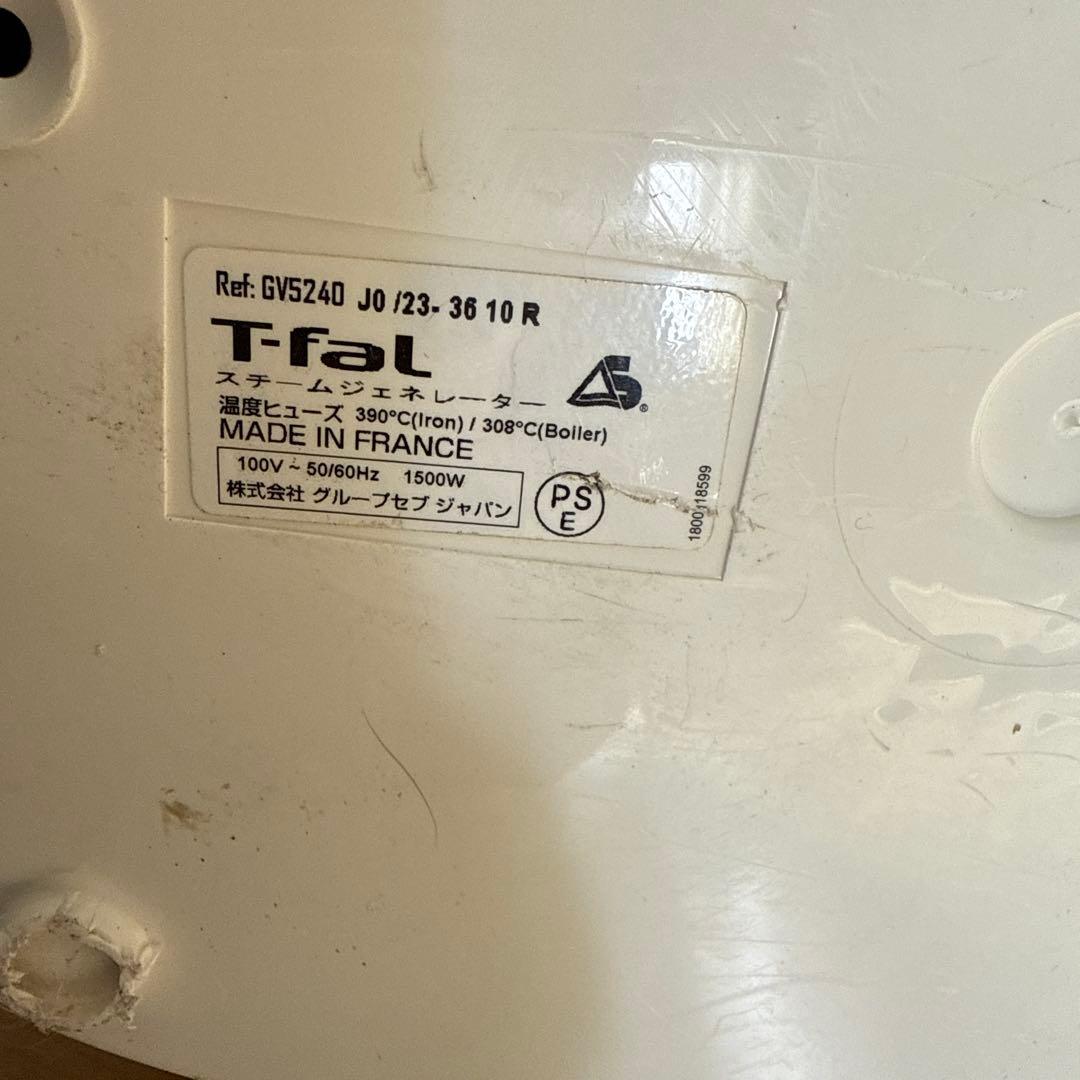 Ref: GV5240 J0 /23- 36 10 R
T-faL
スチームジェネレーター
S®
温度ヒューズ 390°C(Iron) / 308°C(Boiler)
MADE IN FRANCE
100V ~ 50/60Hz 1500W
株式会社 グループセブ ジャパン
PS
E
1800118599